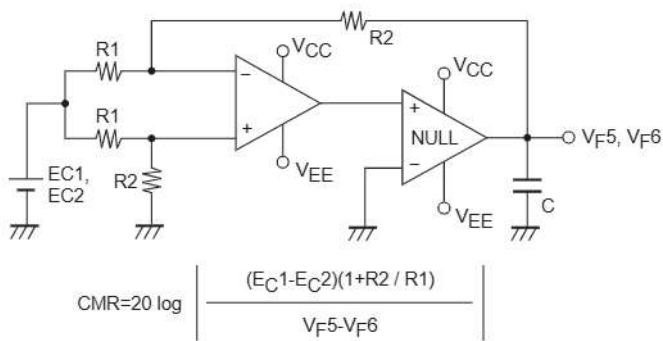 R2
R1
VCC
VCC
−
+
+
NULL
−
VF5, VF6
R1
EC1,
EC2
R2
VEE
VEE
C
CMR=20 log | (EC1-EC2)(1+R2 / R1)
VF5-VF6 |